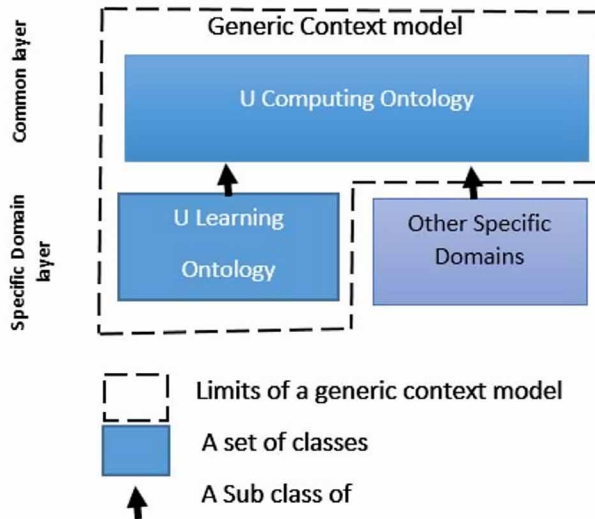 Generic Context model
Common layer
U Computing Ontology
Specific Domain
layer
U Learning
Ontology
Other Specific
Domains
Limits of a generic context model
A set of classes
A Sub class of